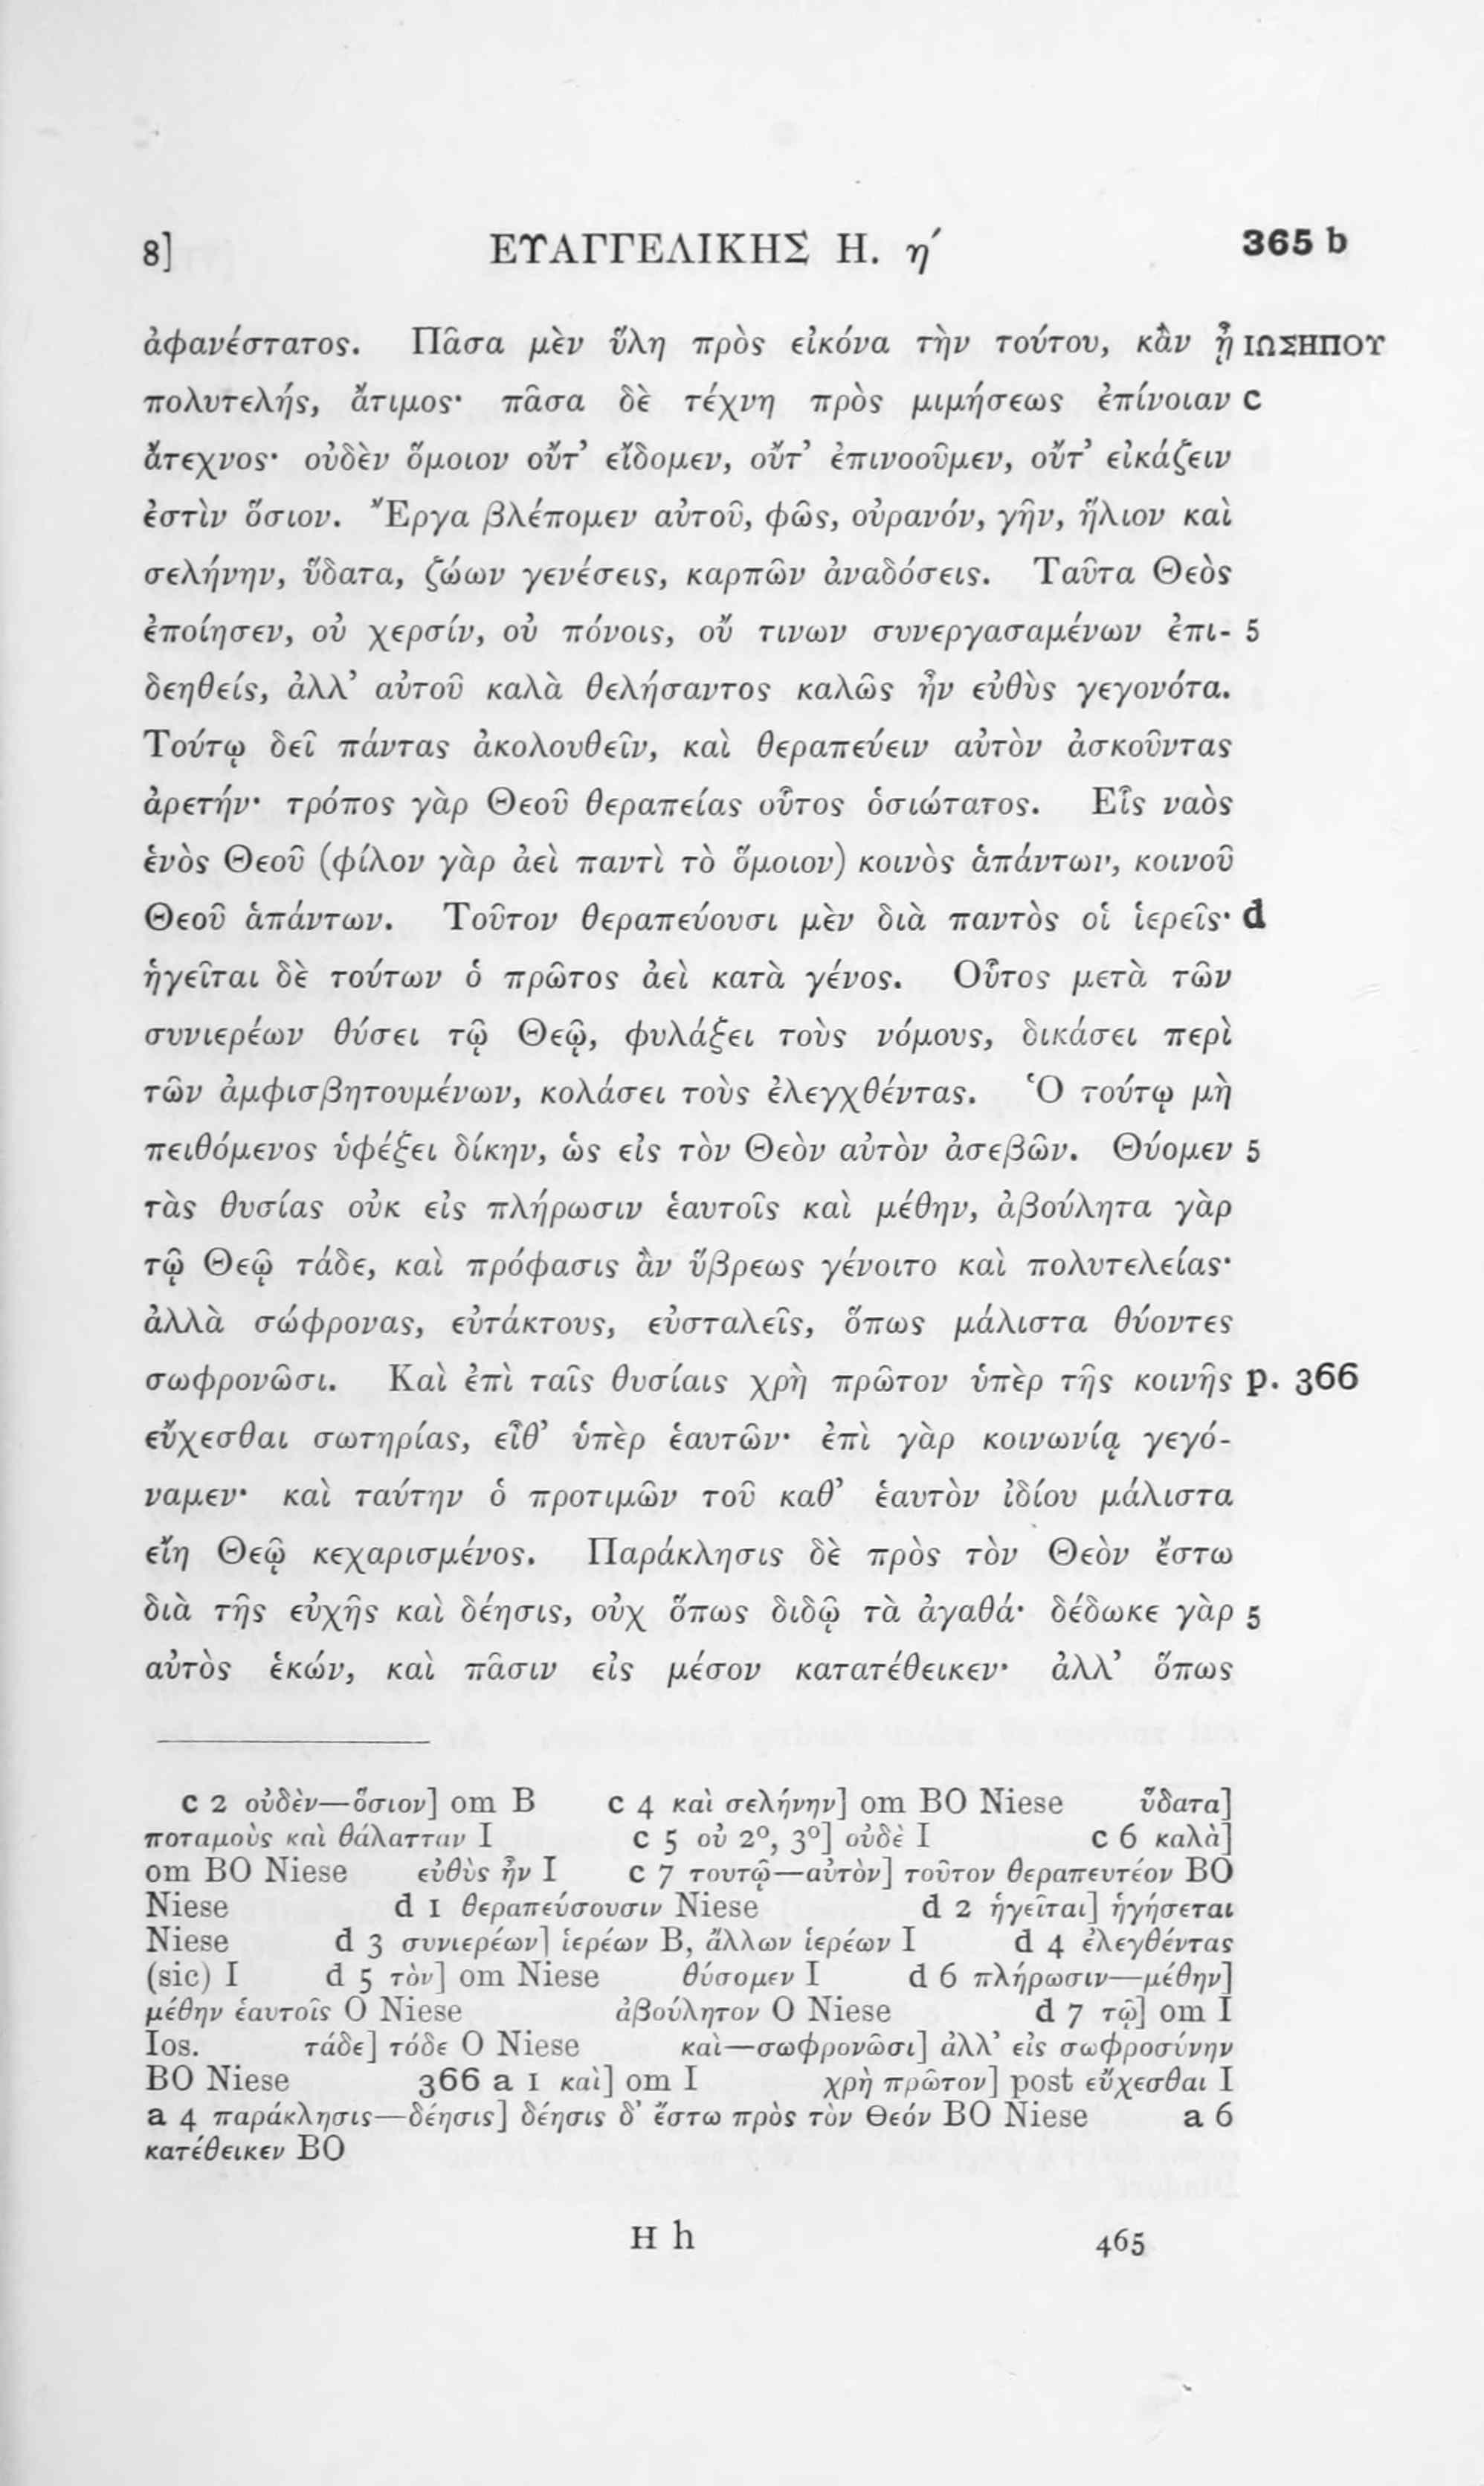 8] ΕΥΑΓΓΕΛΙΚΗΣ Η. η´ 365 b
ἀφανέστατος. Πᾶσα μὲν ὕλη πρὸς εἰκόνα τὴν τούτου, κἂν ᾖ ΙΩΣΗΠΟΥ
πολυτελής, ἄτιμος· πᾶσα δὲ τέχνη πρὸς μιμήσεως ἐπίνοιαν c
ἄτεχνος· οὐδὲν ὅμοιον οὔτ’ εἴδομεν, οὔτ’ ἐπινοοῦμεν, οὔτ’ εἰκάζειν
ἐστὶν ὅσιον. Ἔργα βλέπομεν αὐτοῦ, φῶς, οὐρανόν, γῆν, ἥλιον καὶ
σελήνην, ὕδατα, ζώων γενέσεις, καρπῶν ἀναδόσεις. Ταῦτα Θεὸς
ἐποίησεν, οὐ χερσίν, οὐ πόνοις, οὔ τινων συνεργασαμένων ἐπι- 5
δεηθείς, ἀλλ’ αὐτοῦ καλὰ θελήσαντος καλῶς ἦν εὐθὺς γεγονότα.
Τούτῳ δεῖ πάντας ἀκολουθεῖν, καὶ θεραπεύειν αὐτὸν ἀσκοῦντας
ἀρετήν· τρόπος γὰρ Θεοῦ θεραπείας οὗτος ὁσιώτατος. Εἷς ναὸς
ἑνὸς Θεοῦ (φίλον γὰρ ἀεὶ παντὶ τὸ ὅμοιον) κοινὸς ἁπάντων, κοινοῦ
Θεοῦ ἁπάντων. Τοῦτον θεραπεύουσι μὲν διὰ παντὸς οἱ ἱερεῖς· d
ἡγεῖται δὲ τούτων ὁ πρῶτος ἀεὶ κατὰ γένος. Οὗτος μετὰ τῶν
συνιερέων θύσει τῷ Θεῷ, φυλάξει τοὺς νόμους, δικάσει περὶ
τῶν ἀμφισβητουμένων, κολάσει τοὺς ἐλεγχθέντας. Ὁ τούτῳ μὴ
πειθόμενος ὑφέξει δίκην, ὡς εἰς τὸν Θεὸν αὐτὸν ἀσεβῶν. Θύομεν 5
τὰς θυσίας οὐκ εἰς πλήρωσιν ἑαυτοῖς καὶ μέθην, ἀβούλητα γὰρ
τῷ Θεῷ τάδε, καὶ πρόφασις ἂν ὕβρεως γένοιτο καὶ πολυτελείας·
ἀλλὰ σώφρονας, εὐτάκτους, εὐσταλεῖς, ὅπως μάλιστα θύοντες
σωφρονῶσι. Καὶ ἐπὶ ταῖς θυσίαις χρὴ πρῶτον ὑπὲρ τῆς κοινῆς p. 366
εὔχεσθαι σωτηρίας, εἶθ’ ὑπὲρ ἑαυτῶν· ἐπὶ γὰρ κοινωνίᾳ γεγό-
ναμεν· καὶ ταύτην ὁ προτιμῶν τοῦ καθ’ ἑαυτὸν ἰδίου μάλιστα
εἴη Θεῷ κεχαρισμένος. Παράκλησις δὲ πρὸς τὸν Θεὸν ἔστω
διὰ τῆς εὐχῆς καὶ δέησις, οὐχ ὅπως διδῷ τὰ ἀγαθά· δέδωκε γὰρ 5
αὐτὸς ἑκών, καὶ πᾶσιν εἰς μέσον κατατέθεικεν· ἀλλ’ ὅπως
c 2 οὐδὲν—ὅσιον] om B c 4 καὶ σελήνην] om BO Niese ὕδατα]
ποταμοὺς καὶ θάλατταν I c 5 οὐ 2º, 3º] οὐδὲ I c 6 καλὰ]
om BO Niese εὐθὺς ἦν I c 7 τουτῷ—αὐτὸν] τοῦτον θεραπευτέον BO
Niese d 1 θεραπεύσουσιν Niese d 2 ἡγεῖται] ἡγήσεται
Niese d 3 συνιερέων] ἱερέων B, ἄλλων ἱερέων I d 4 ἐλεγθέντας
(sic) I d 5 τὸν] om Niese θύσομεν I d 6 πλήρωσιν—μέθην]
μέθην ἑαυτοῖς O Niese ἀβούλητον O Niese d 7 τῷ] om I
Ios. τάδε] τόδε O Niese καὶ—σωφρονῶσι] ἀλλ’ εἰς σωφροσύνην
BO Niese 366 a 1 καὶ] om I χρὴ πρῶτον] post εὔχεσθαι I
a 4 παράκλησις—δέησις] δέησις δ’ ἔστω πρὸς τὸν Θεόν BO Niese a 6
κατέθεικεν BO
H h 465